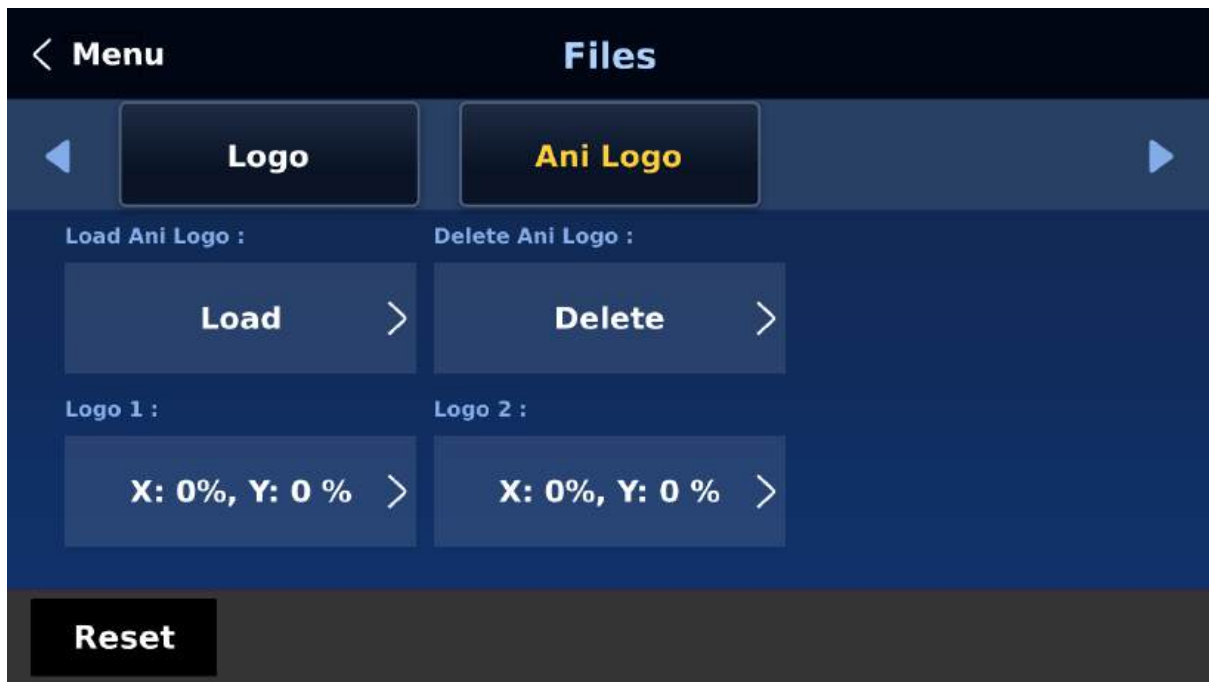 Menu
Files
Logo
Ani Logo
Load Ani Logo :
Delete Ani Logo :
Load
Delete
Logo 1 :
Logo 2 :
X: 0%, Y: 0 %
X: 0%, Y: 0 %
Reset